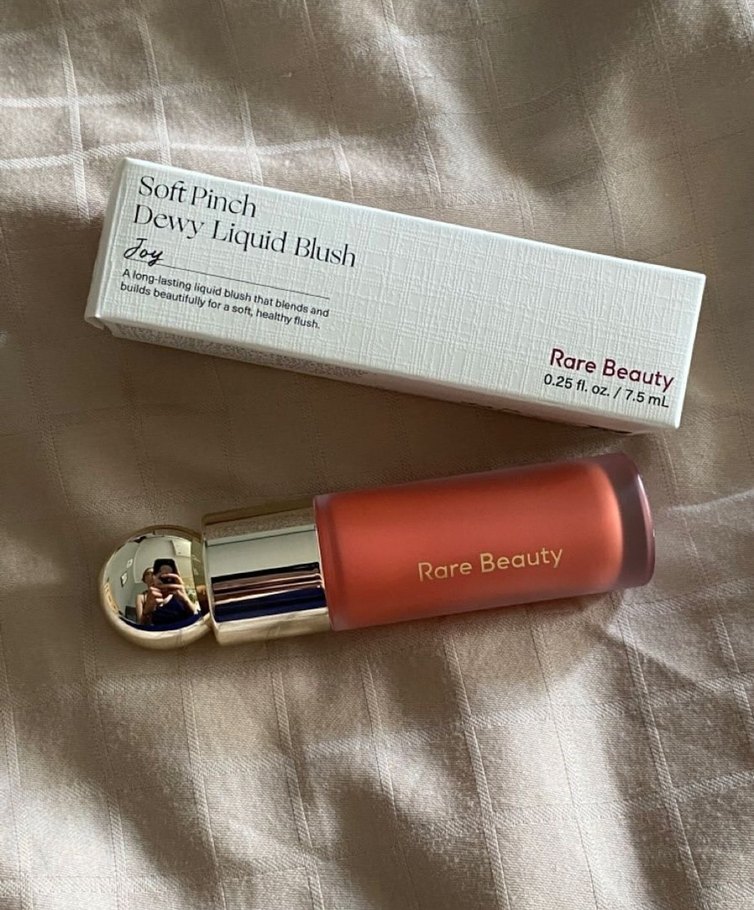 Soft Pinch
Dewy Liquid Blush
Joy
A long-lasting liquid blush that blends and
builds beautifully for a soft, healthy flush.
Rare Beauty
0.25 fl. oz. / 7.5 mL
Rare Beauty